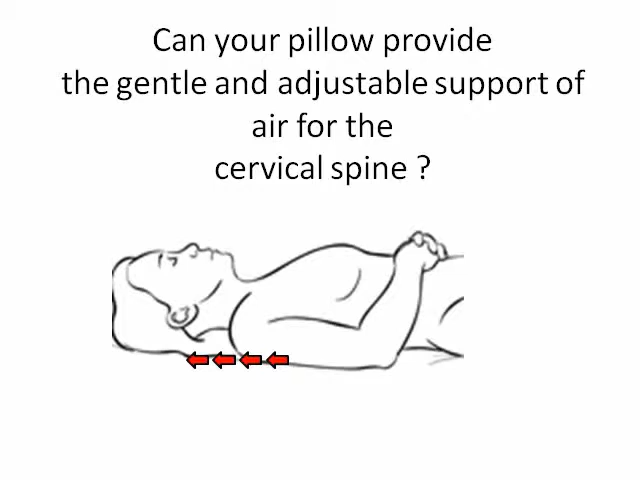 Can your pillow provide
the gentle and adjustable support of
air for the
cervical spine ?